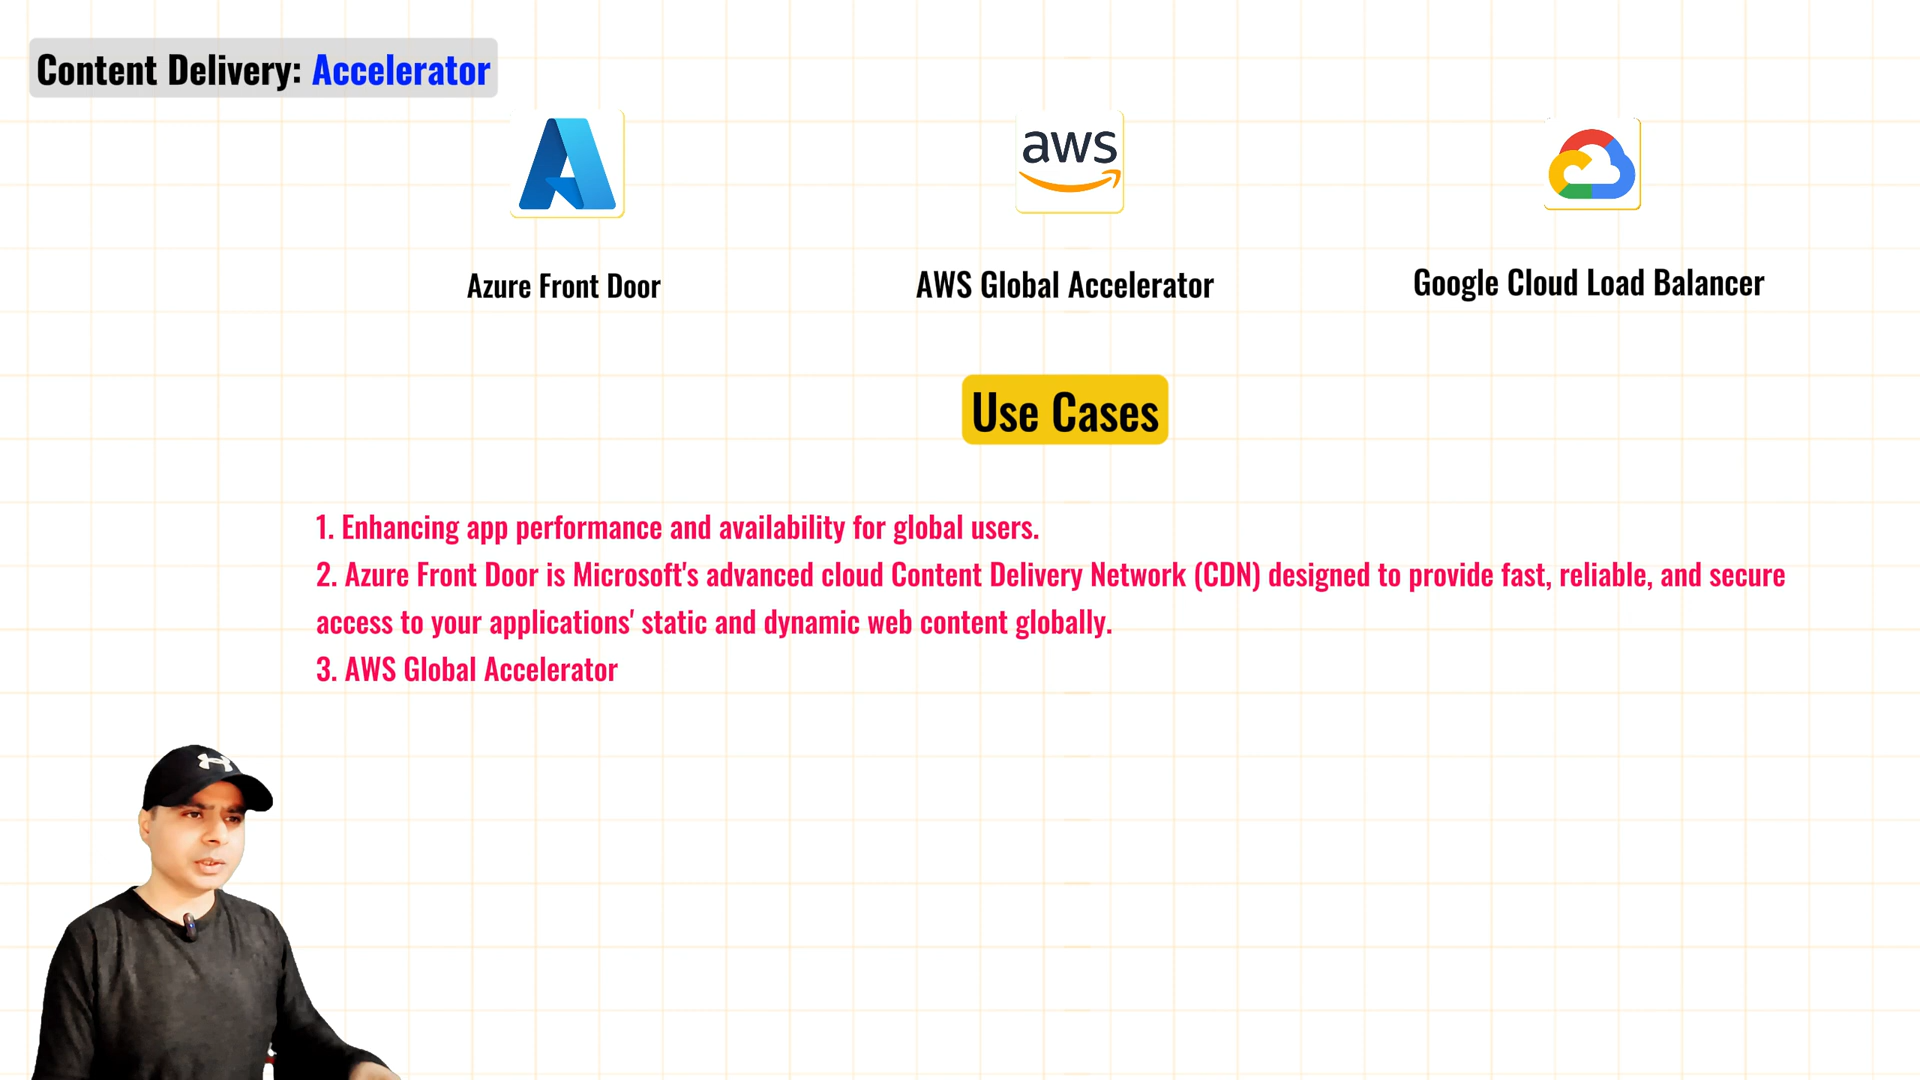 Content Delivery: Accelerator
aws
Azure Front Door
AWS Global Accelerator
Google Cloud Load Balancer
Use Cases
1. Enhancing app performance and availability for global users.
2. Azure Front Door is Microsoft's advanced cloud Content Delivery Network (CDN) designed to provide fast, reliable, and secure
access to your applications' static and dynamic web content globally.
3. AWS Global Accelerator